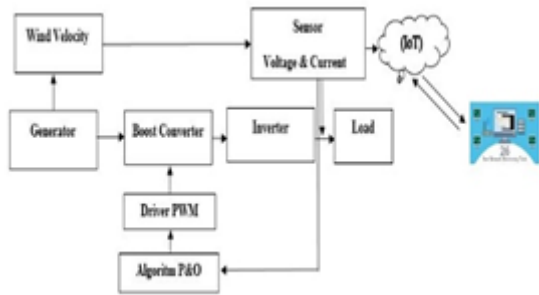 Wind Velocity
Sensor
Voltage & Current
(IoT)
Generator
Boost Converter
Inverter
Load
Driver PWM
Algoritm P&O